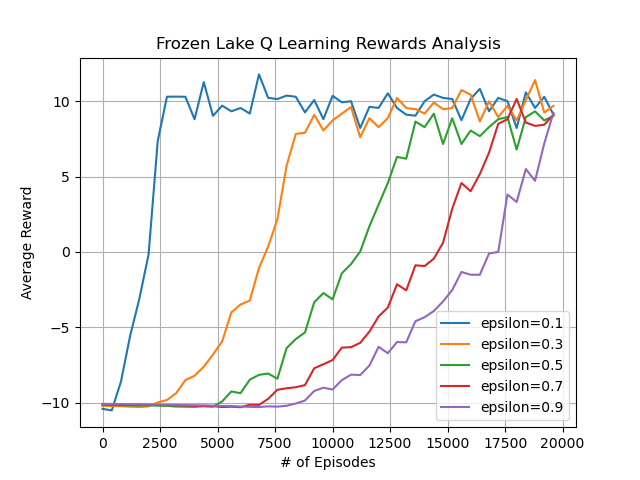 Frozen Lake Q Learning Rewards Analysis
Average Reward
10
5
0
−5
−10
0 2500 5000 7500 10000 12500 15000 17500 20000
# of Episodes
epsilon=0.1
epsilon=0.3
epsilon=0.5
epsilon=0.7
epsilon=0.9